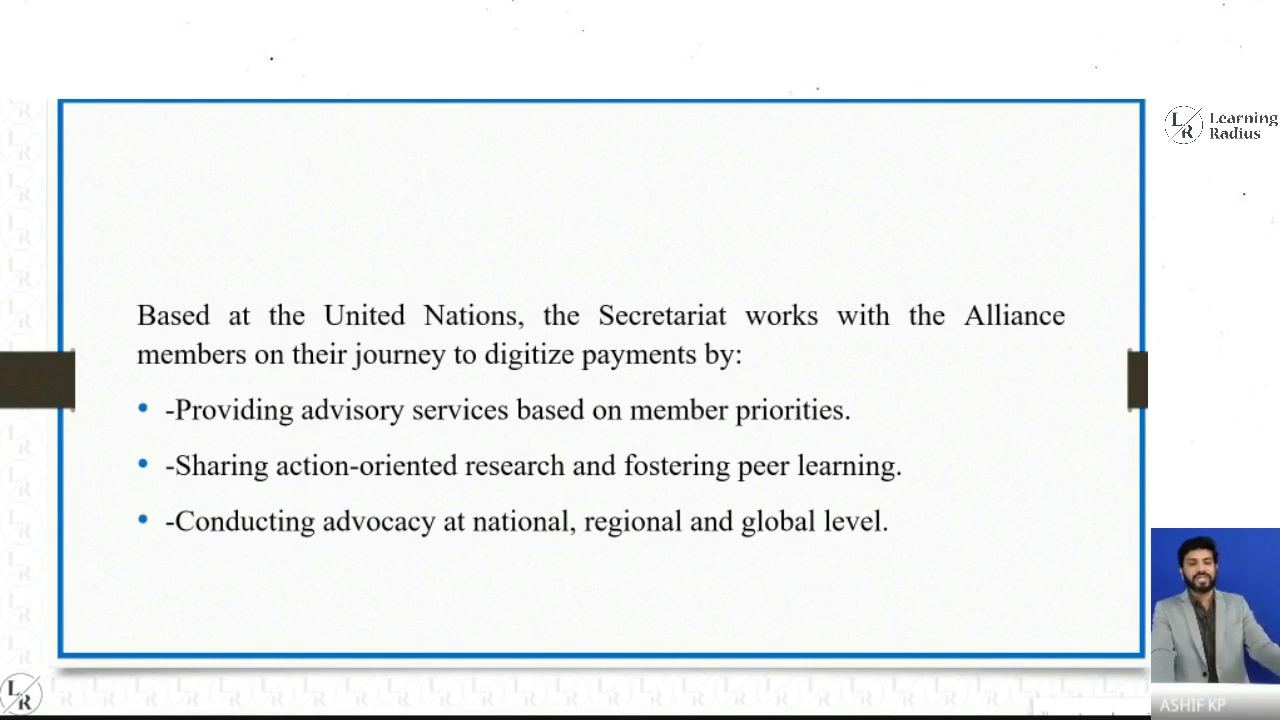 Learning
Radius
Based at the United Nations, the Secretariat works with the Alliance
members on their journey to digitize payments by:
• -Providing advisory services based on member priorities.
• -Sharing action-oriented research and fostering peer learning.
• -Conducting advocacy at national, regional and global level.
ASHIF KP